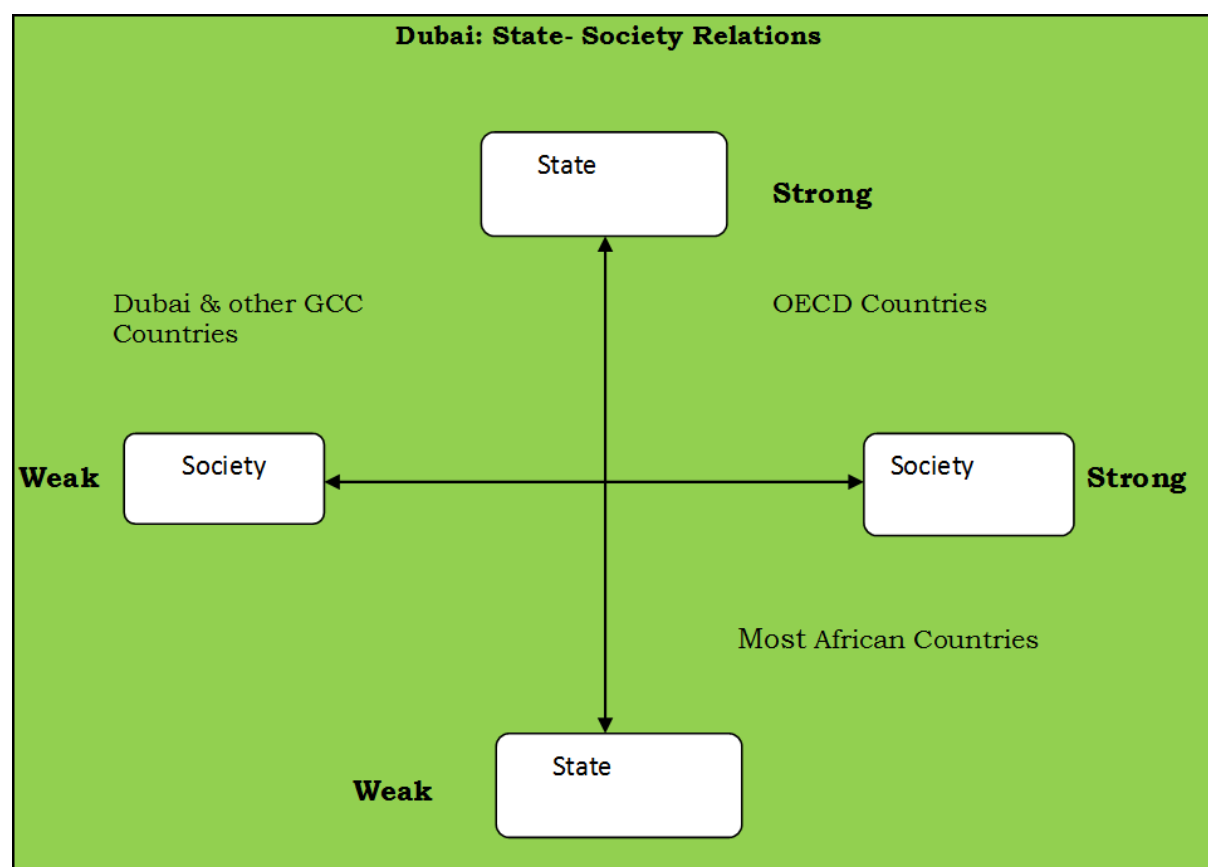 Dubai: State- Society Relations
State
Strong
Dubai & other GCC
Countries
OECD Countries
Weak
Society
Society
Strong
Most African Countries
State
Weak